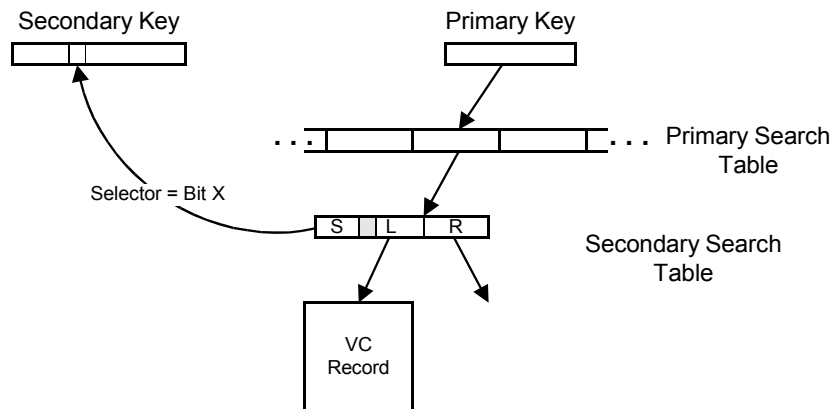 Secondary Key
Primary Key
. . .
. . .
Primary Search
Table
Selector = Bit X
S
L
R
Secondary Search
Table
VC
Record